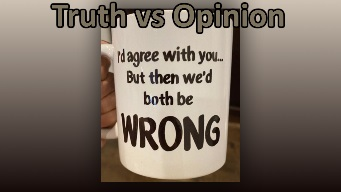 Truth vs Opinion
I'd agree with you...
But then we'd
both be
WRONG